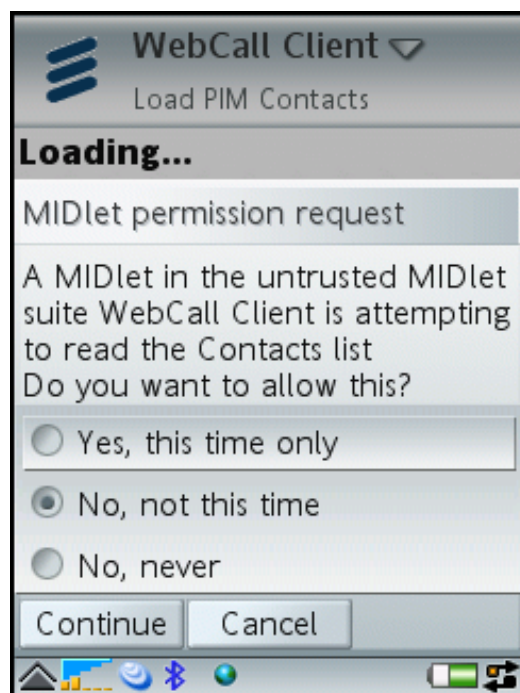 WebCall Client
Load PIM Contacts
Loading...
MIDlet permission request
A MIDlet in the untrusted MIDlet
suite WebCall Client is attempting
to read the Contacts list
Do you want to allow this?
Yes, this time only
No, not this time
No, never
Continue Cancel